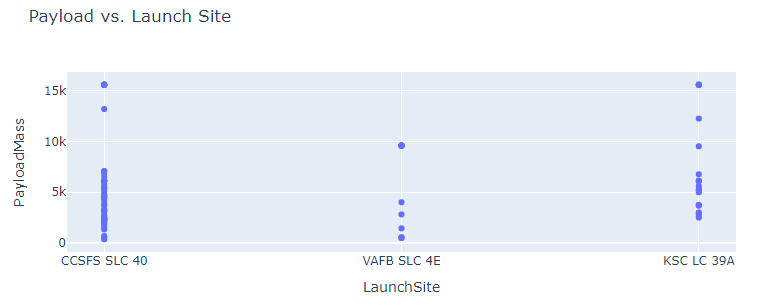 Payload vs. Launch Site
PayloadMass
15k
10k
5k
0
CCSFS SLC 40 VAFB SLC 4E KSC LC 39A
LaunchSite